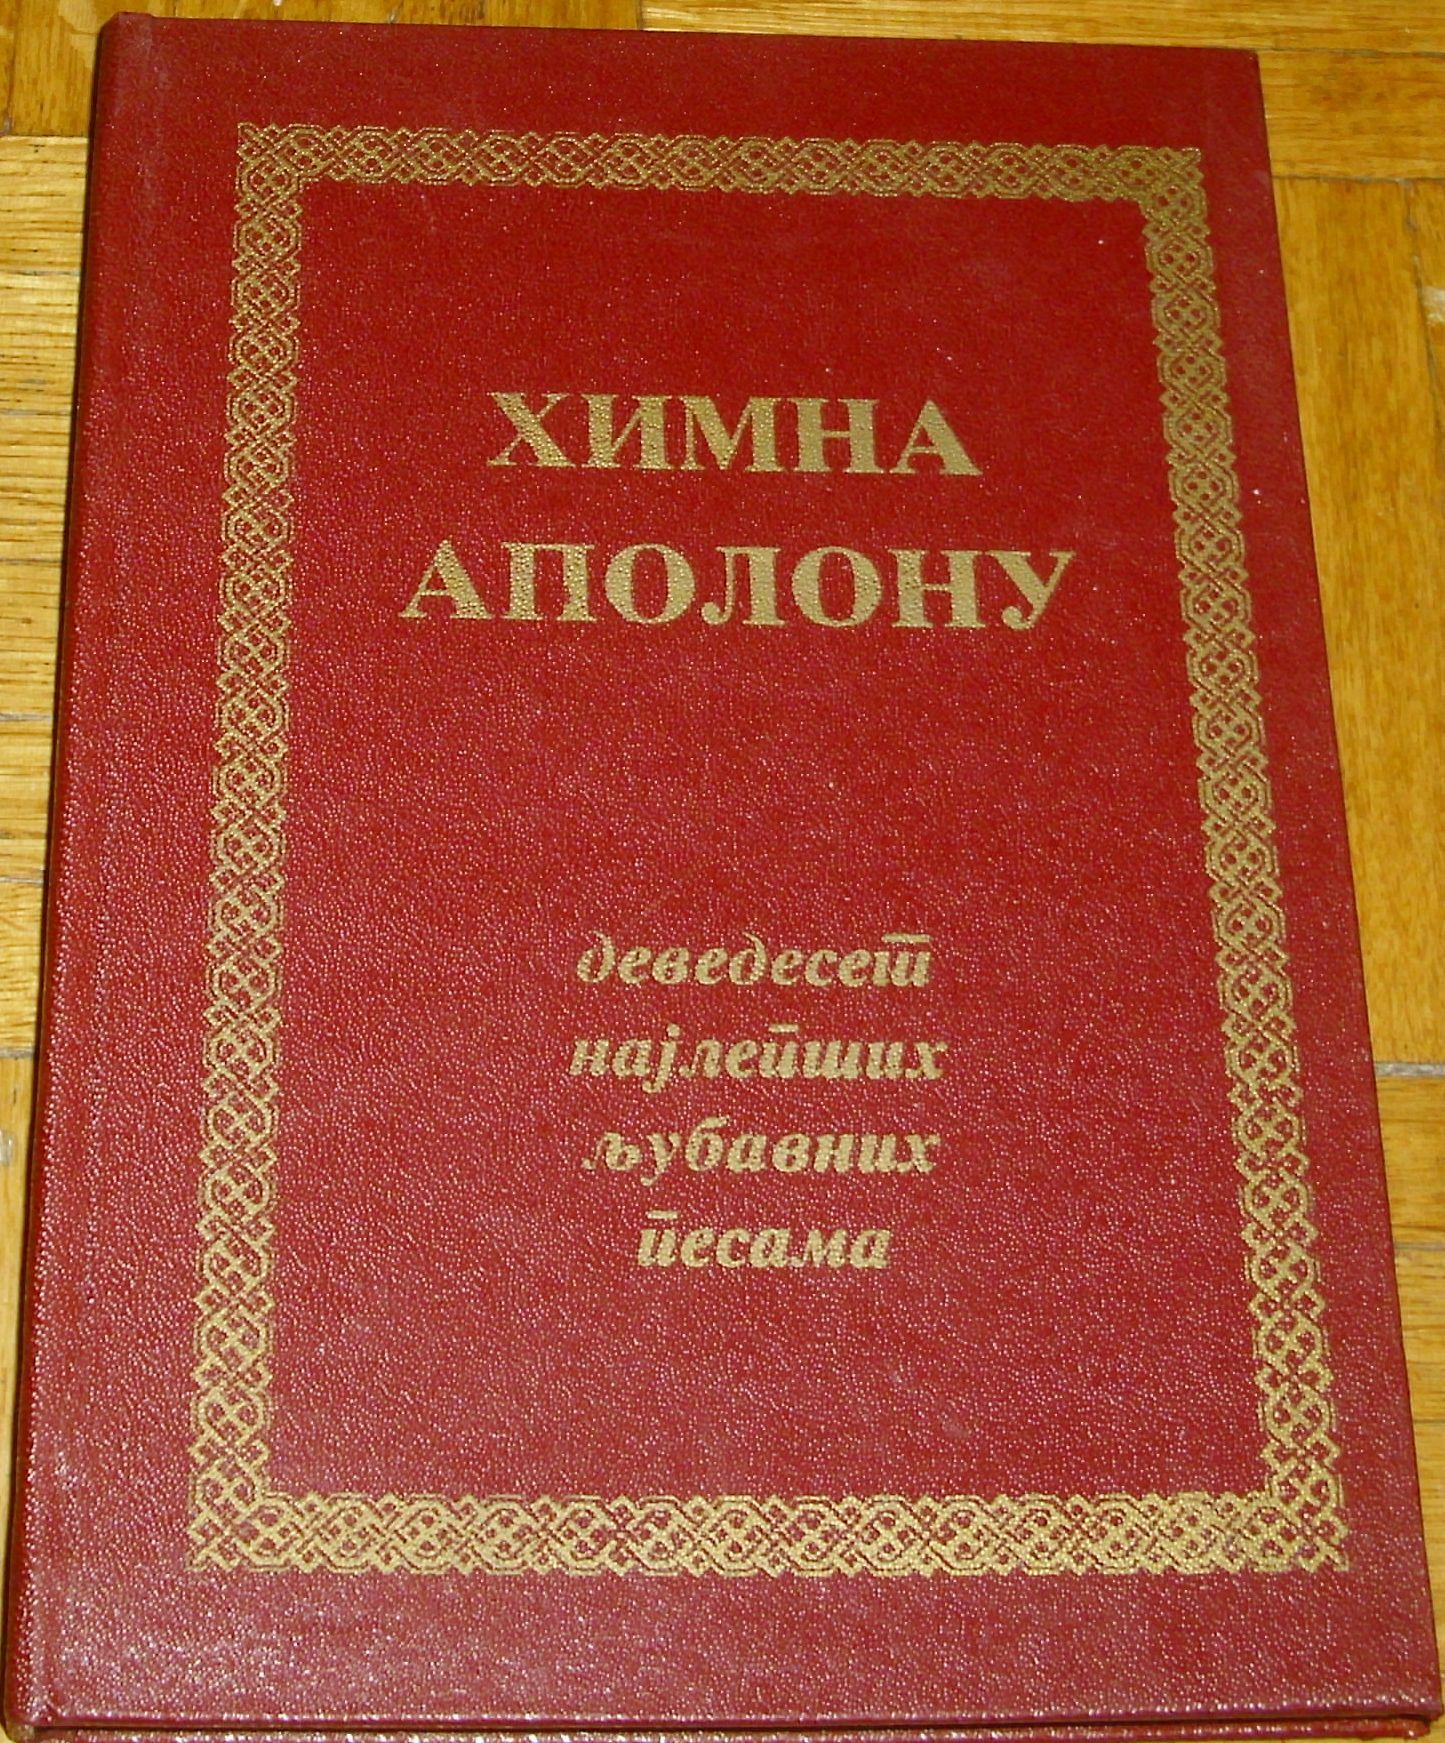 ХИМНА
АПОЛОНУ
деведесет
најлепших
љубавних
песама